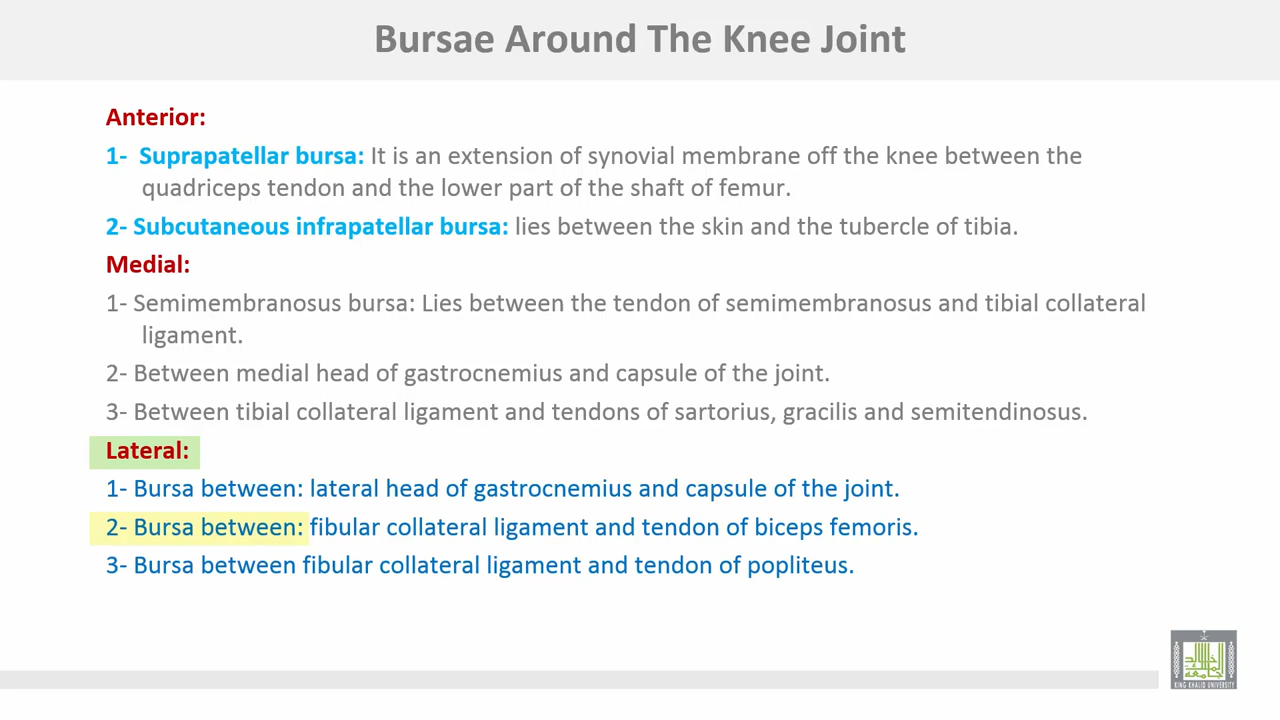 Bursae Around The Knee Joint
Anterior:
1- Suprapatellar bursa: It is an extension of synovial membrane off the knee between the
quadriceps tendon and the lower part of the shaft of femur.
2- Subcutaneous infrapatellar bursa: lies between the skin and the tubercle of tibia.
Medial:
1- Semimembranosus bursa: Lies between the tendon of semimembranosus and tibial collateral
ligament.
2- Between medial head of gastrocnemius and capsule of the joint.
3- Between tibial collateral ligament and tendons of sartorius, gracilis and semitendinosus.
Lateral:
1- Bursa between: lateral head of gastrocnemius and capsule of the joint.
2- Bursa between: fibular collateral ligament and tendon of biceps femoris.
3- Bursa between fibular collateral ligament and tendon of popliteus.
KING KHALID UNIVERSITY